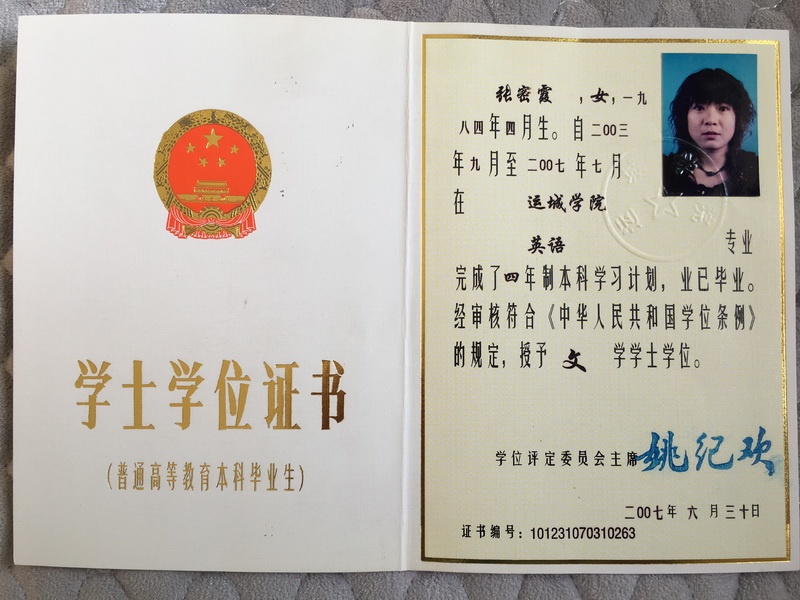 学士学位证书
(普通高等教育本科毕业生)
张密霞 ,女,一九
八四年四月生。自二00三
年九月至二00七年七月
在 运城学院
英语 专业
完成了四年制本科学习计划,业已毕业。
经审核符合《中华人民共和国学位条例》
的规定,授予 文 学学士学位。
学位评定委员会主席 姚纪欢
二00七年 六 月 三十日
证书编号:101231070310263